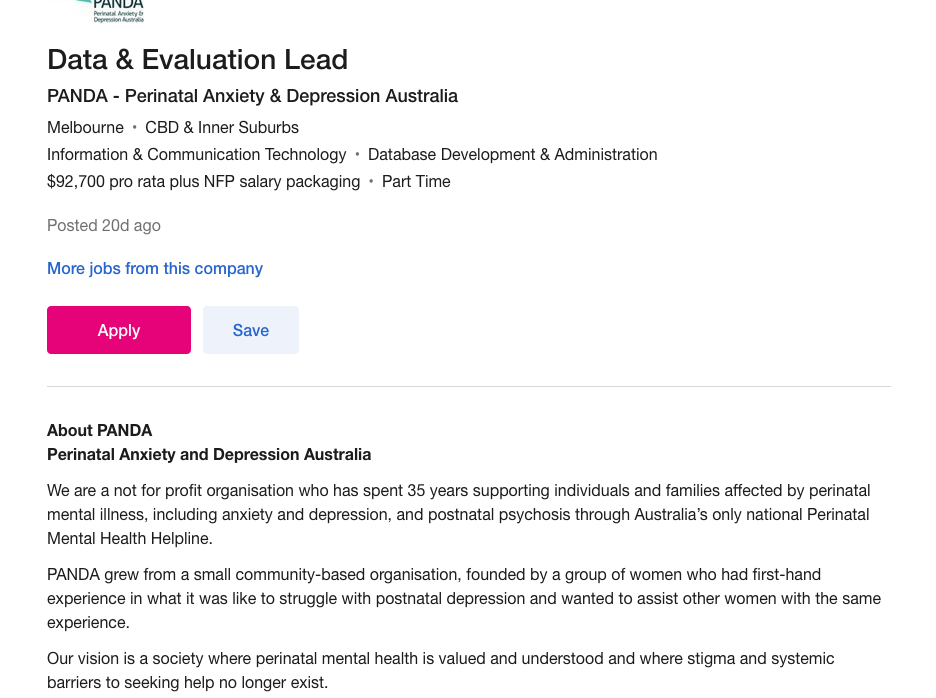 PANDA
Perinatal Anxiety &
Depression Australia
Data & Evaluation Lead
PANDA - Perinatal Anxiety & Depression Australia
Melbourne • CBD & Inner Suburbs
Information & Communication Technology • Database Development & Administration
$92,700 pro rata plus NFP salary packaging • Part Time
Posted 20d ago
More jobs from this company
Apply Save
About PANDA
Perinatal Anxiety and Depression Australia
We are a not for profit organisation who has spent 35 years supporting individuals and families affected by perinatal
mental illness, including anxiety and depression, and postnatal psychosis through Australia’s only national Perinatal
Mental Health Helpline.
PANDA grew from a small community-based organisation, founded by a group of women who had first-hand
experience in what it was like to struggle with postnatal depression and wanted to assist other women with the same
experience.
Our vision is a society where perinatal mental health is valued and understood and where stigma and systemic
barriers to seeking help no longer exist.